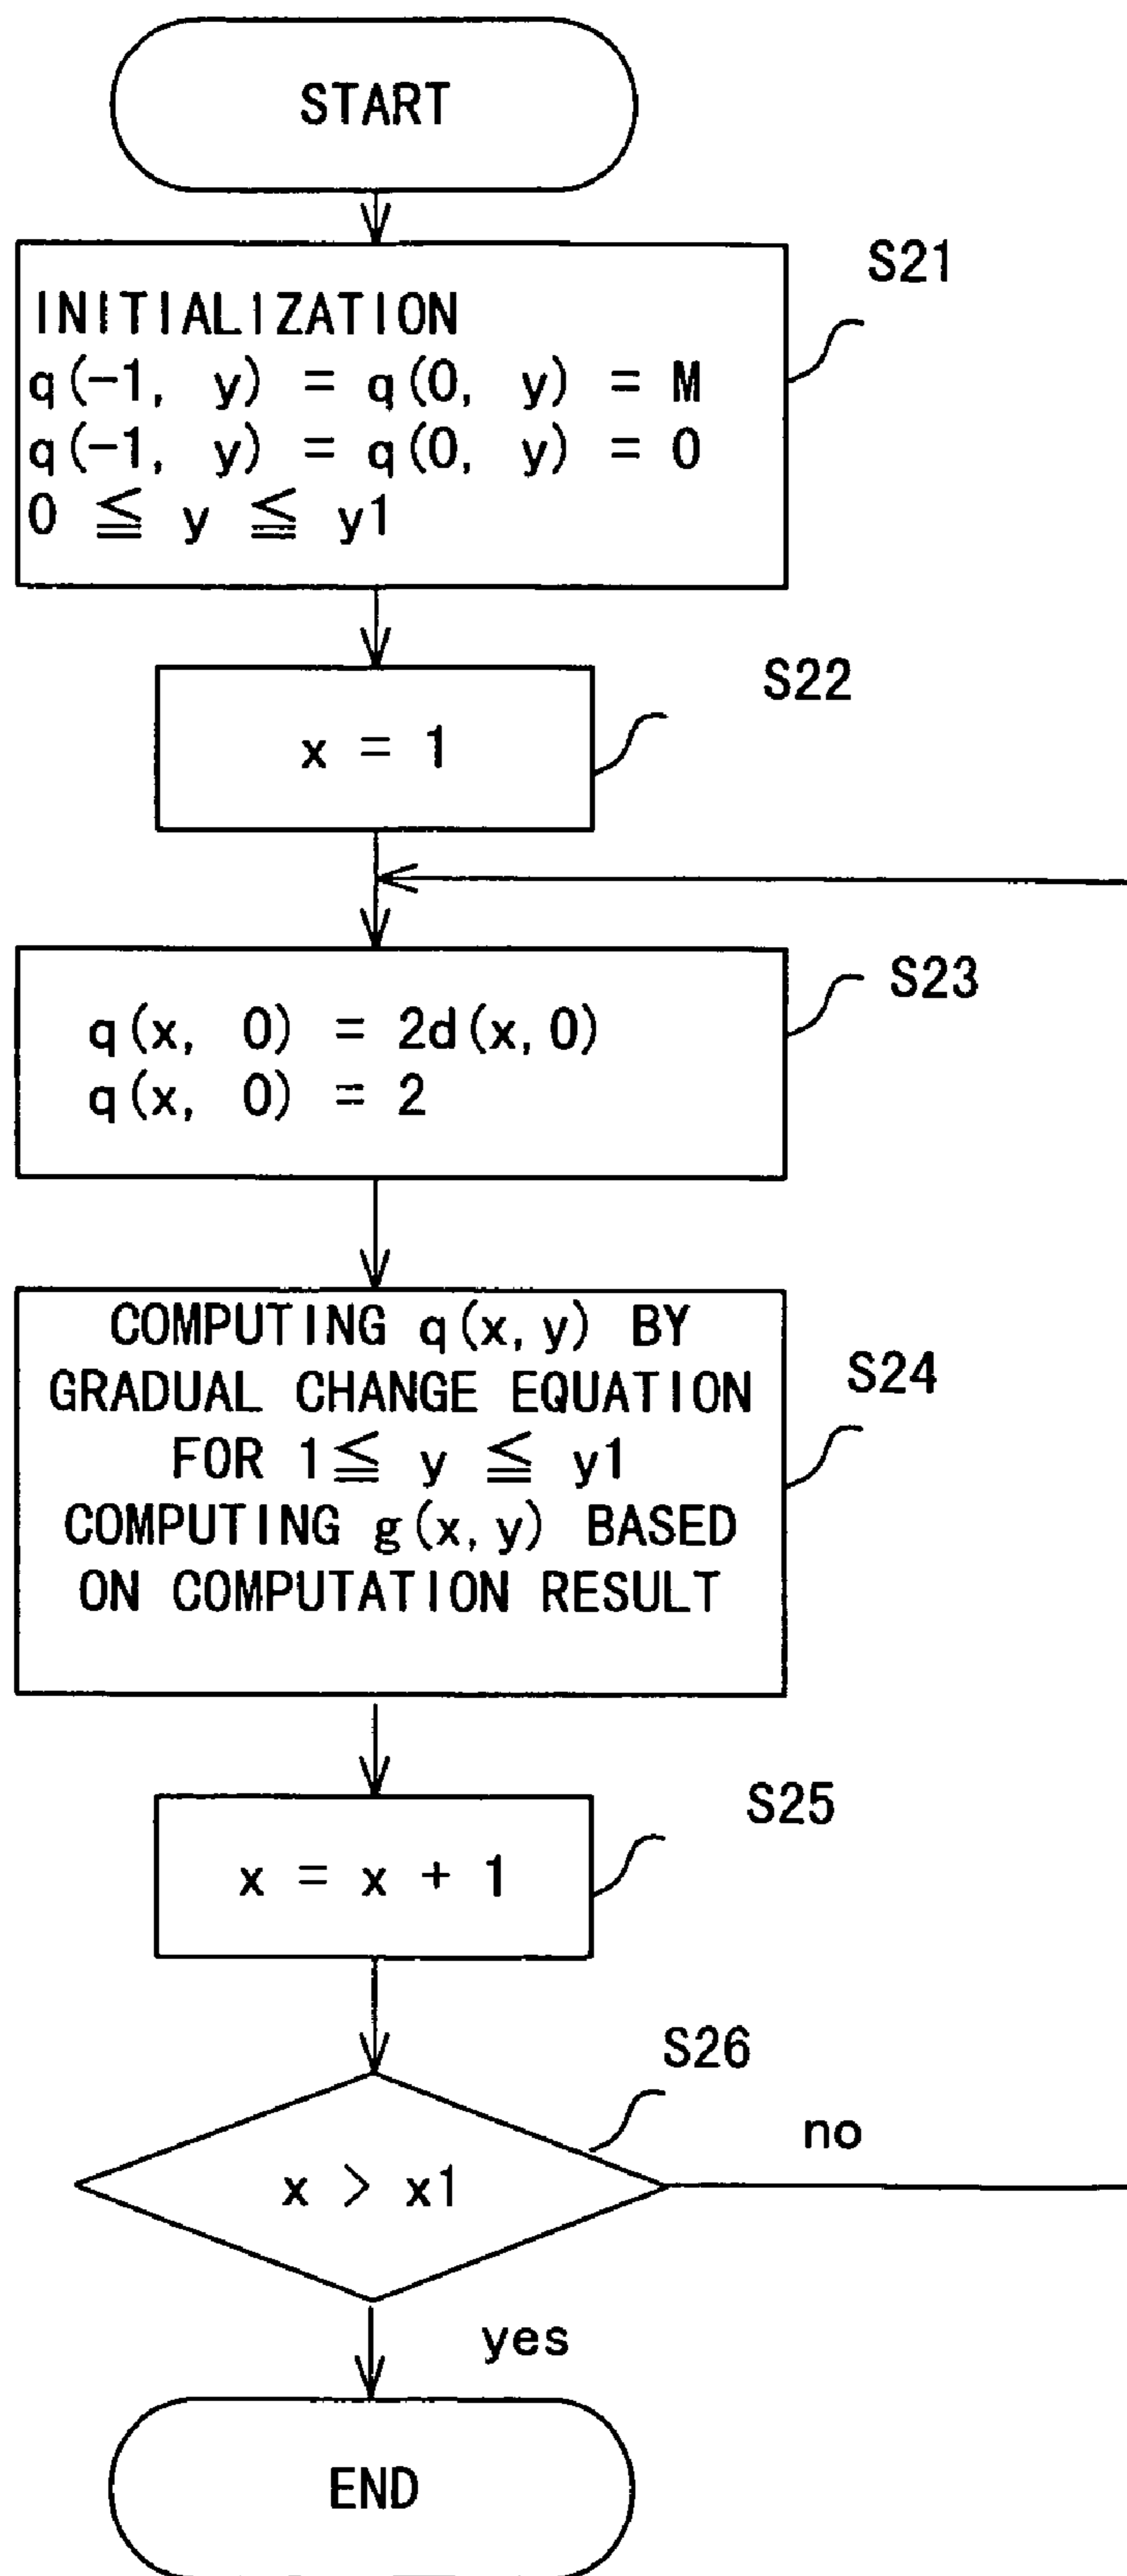 START
S21
INITIALIZATION
q(-1, y) = q(0, y) = M
q(-1, y) = q(0, y) = 0
0 ≦ y ≦ y1
S22
x = 1
S23
q(x, 0) = 2d(x,0)
q(x, 0) = 2
S24
COMPUTING q(x,y) BY
GRADUAL CHANGE EQUATION
FOR 1≦ y ≦ y1
COMPUTING g(x,y) BASED
ON COMPUTATION RESULT
S25
x = x + 1
S26
x > x1
no
yes
END